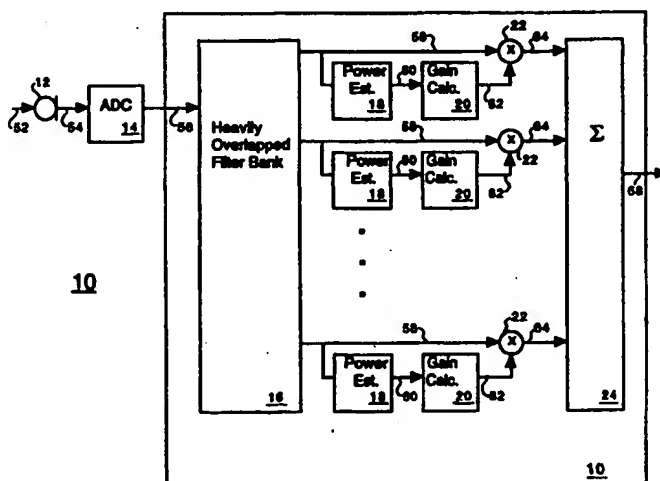 22
58
64
12
ADC
14
Power
Est.
18
60
Gain
Calc.
20
62
52
54
56
Heavily
Overlapped
Filter Bank
58
64
22
Σ
Power
Est.
18
60
Gain
Calc.
20
62
68
10
22
58
64
Power
Est.
18
60
Gain
Calc.
20
62
16
24
10